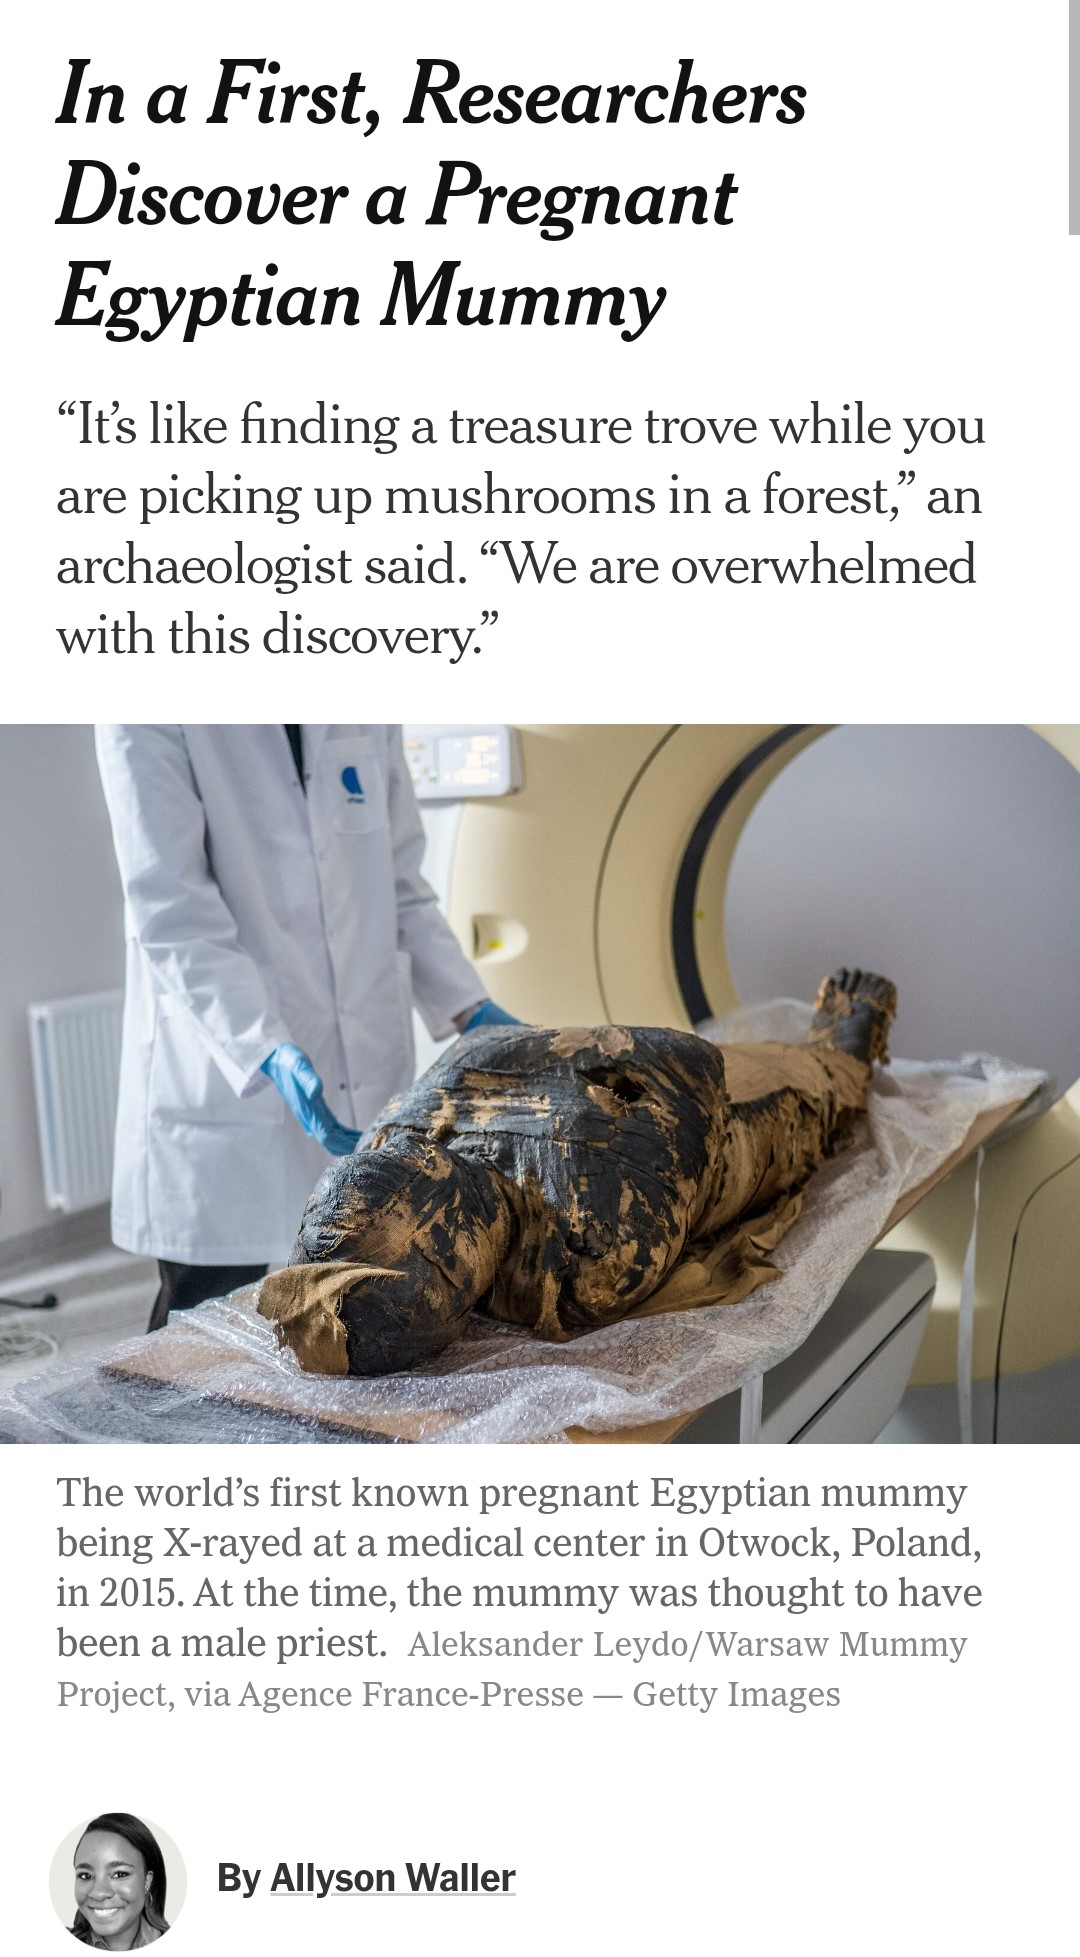 In a First, Researchers
Discover a Pregnant
Egyptian Mummy
“It’s like finding a treasure trove while you
are picking up mushrooms in a forest,” an
archaeologist said. “We are overwhelmed
with this discovery.”
The world’s first known pregnant Egyptian mummy
being X-rayed at a medical center in Otwock, Poland,
in 2015. At the time, the mummy was thought to have
been a male priest. Aleksander Leydo/Warsaw Mummy
Project, via Agence France-Presse — Getty Images
By Allyson Waller